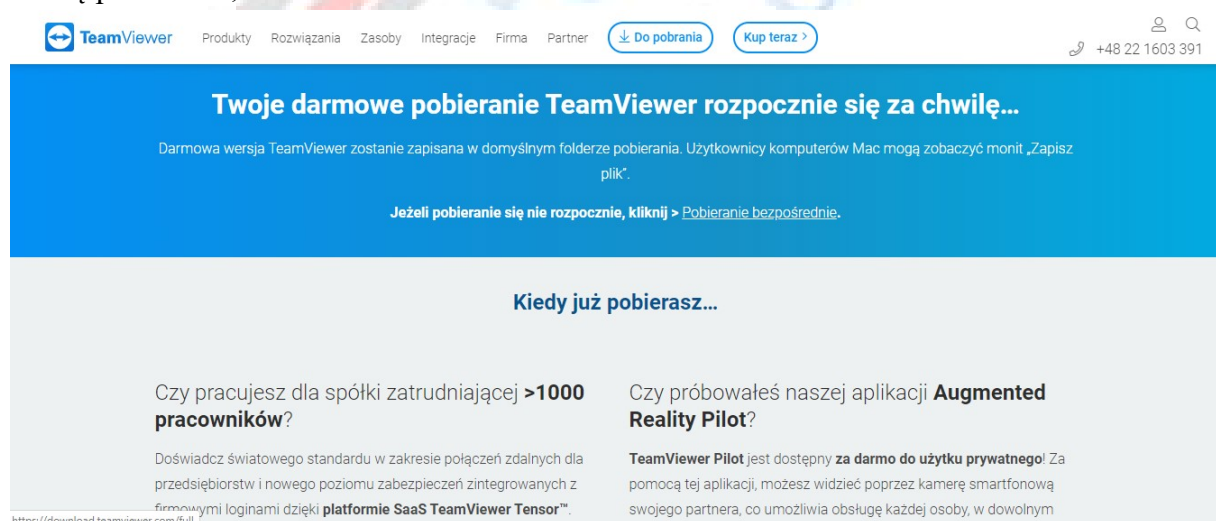 TeamViewer Produkty Rozwiązania Zasoby Integracje Firma Partner Do pobrania Kup teraz > +48 22 1603 391
Twoje darmowe pobieranie TeamViewer rozpocznie się za chwilę...
Darmowa wersja TeamViewer zostanie zapisana w domyślnym folderze pobierania. Użytkownicy komputerów Mac mogą zobaczyć monit „Zapisz
plik”.
Jeżeli pobieranie się nie rozpocznie, kliknij > Pobieranie bezpośrednie.
Kiedy już pobierasz...
Czy pracujesz dla spółki zatrudniającej >1000
pracowników?
Doświadcz światowego standardu w zakresie połączeń zdalnych dla
przedsiębiorstw i nowego poziomu zabezpieczeń zintegrowanych z
firmowymi loginami dzięki platformie SaaS TeamViewer Tensor™.
Czy próbowałeś naszej aplikacji Augmented
Reality Pilot?
TeamViewer Pilot jest dostępny za darmo do użytku prywatnego! Za
pomocą tej aplikacji, możesz widzieć poprzez kamerę smartfonową
swojego partnera, co umożliwia obsługę każdej osoby, w dowolnym
https://download.teamviewer.com/full